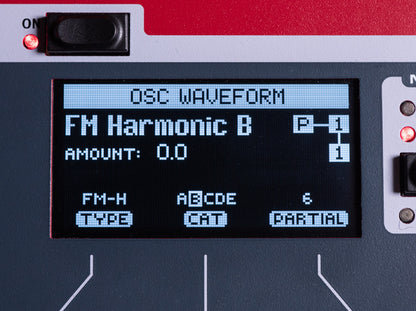 ON
OSC WAVEFORM
FM Harmonic B
P 1
AMOUNT: 0.0
1
FM-H ABCDE 6
TYPE CAT PARTIAL